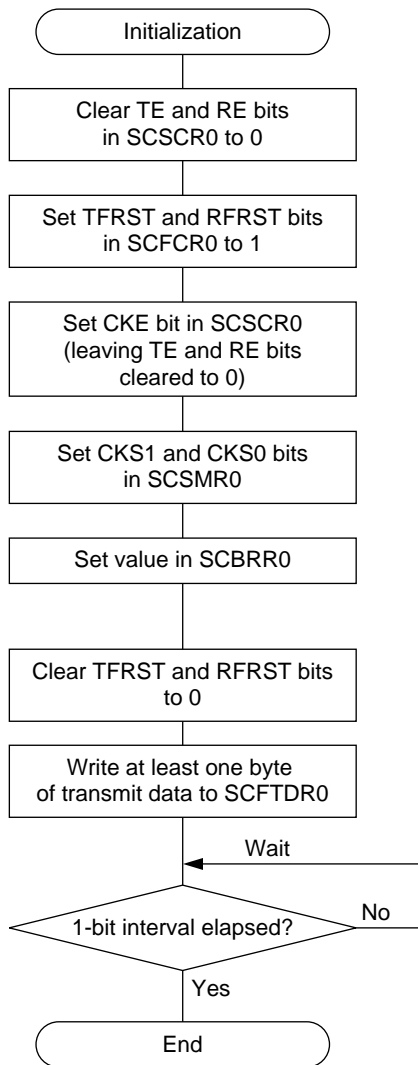 Initialization
Clear TE and RE bits
in SCSCR0 to 0
Set TFRST and RFRST bits
in SCFCR0 to 1
Set CKE bit in SCSCR0
(leaving TE and RE bits
cleared to 0)
Set CKS1 and CKS0 bits
in SCSMR0
Set value in SCBRR0
Clear TFRST and RFRST bits
to 0
Write at least one byte
of transmit data to SCFTDR0
Wait
1-bit interval elapsed?
No
Yes
End